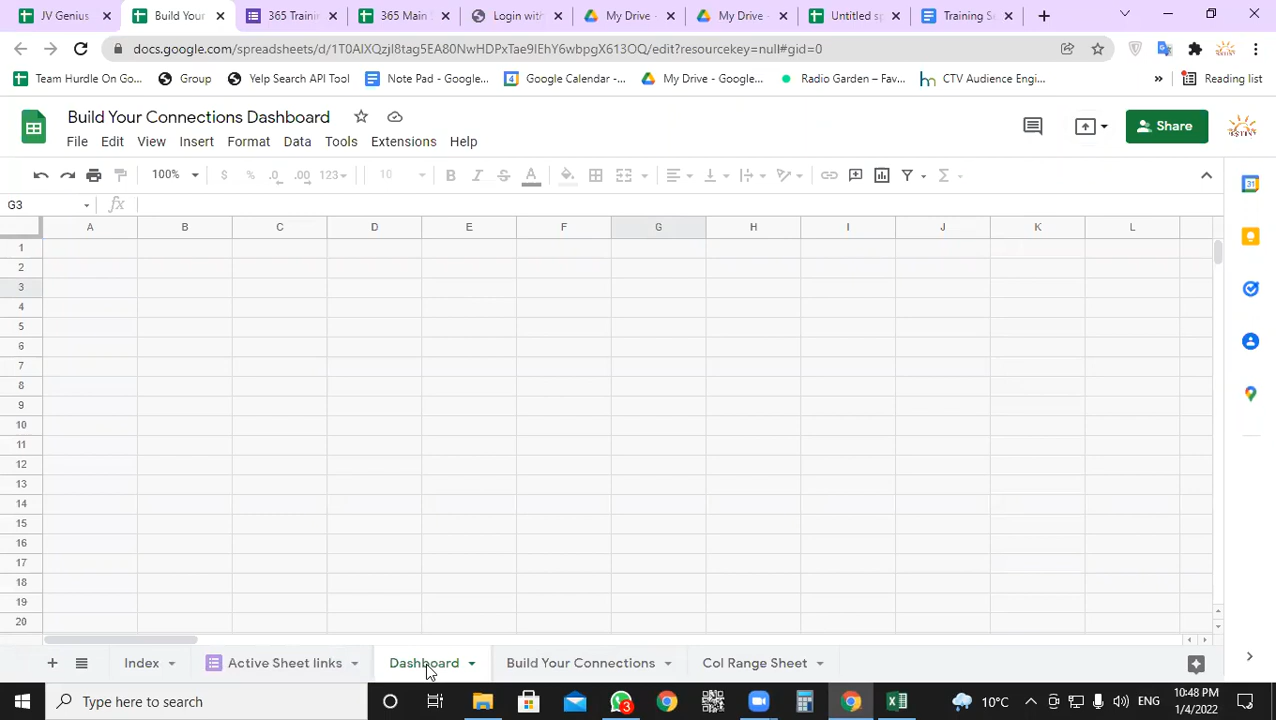 JV Genius
Build Your
365 Trainin
365 Main S
Login with
My Drive -
My Drive -
Untitled sp
Training S
docs.google.com/spreadsheets/d/1T0AIXQzjI8tag5EA80NwHDPxTae9IEhY6wbpgX613OQ/edit?resourcekey=null#gid=0
Team Hurdle On Go...
Group
Yelp Search API Tool
Note Pad - Google...
Google Calendar -...
My Drive - Google...
Radio Garden – Fav...
CTV Audience Engi...
»
Reading list
Build Your Connections Dashboard
File Edit View Insert Format Data Tools Extensions Help
Share
100% $ % .0 .00 123 10 B I S A Σ
G3 fx
A B C D E F G H I J K L
1
2
3
4
5
6
7
8
9
10
11
12
13
14
15
16
17
18
19
20
Index Active Sheet links Dashboard Build Your Connections Col Range Sheet
Type here to search
3
31
10°C
ENG
10:48 PM
1/4/2022
1